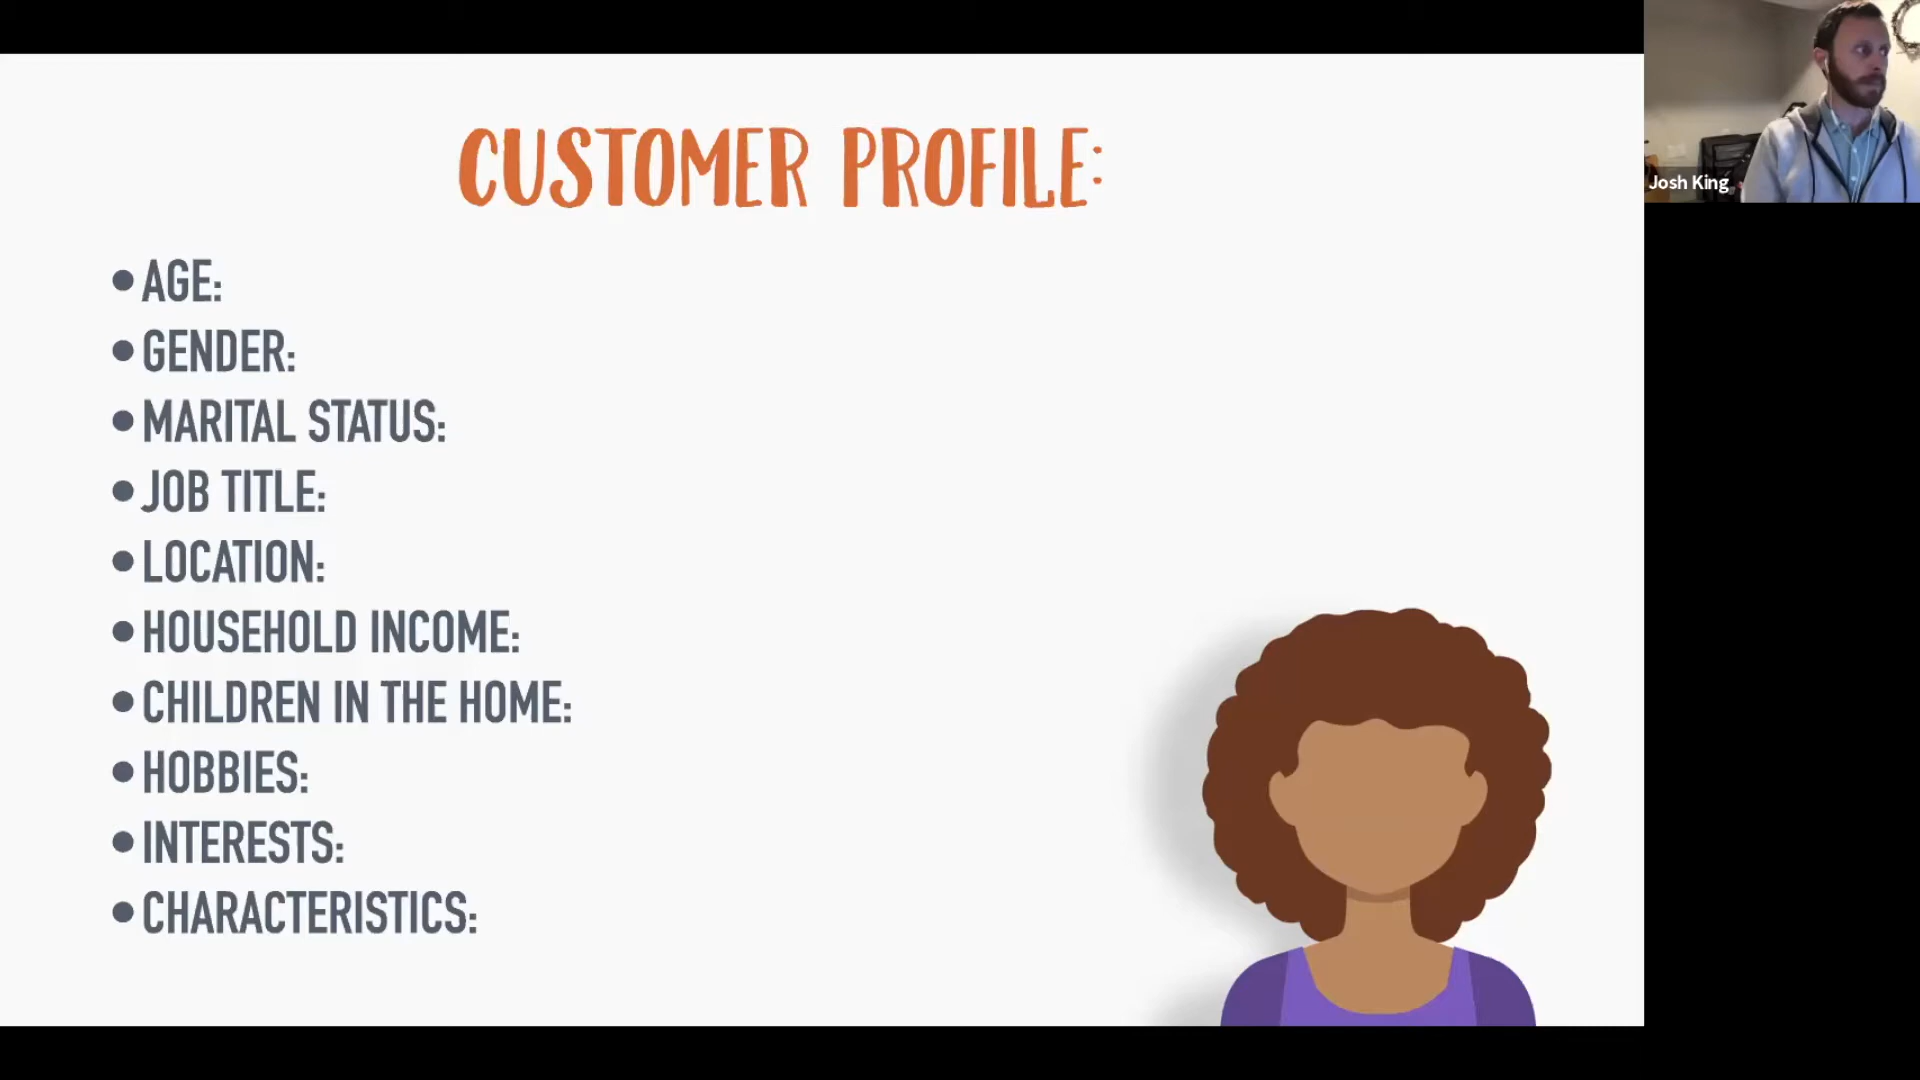 CUSTOMER PROFILE:
• AGE:
• GENDER:
• MARITAL STATUS:
• JOB TITLE:
• LOCATION:
• HOUSEHOLD INCOME:
• CHILDREN IN THE HOME:
• HOBBIES:
• INTERESTS:
• CHARACTERISTICS:
Josh King